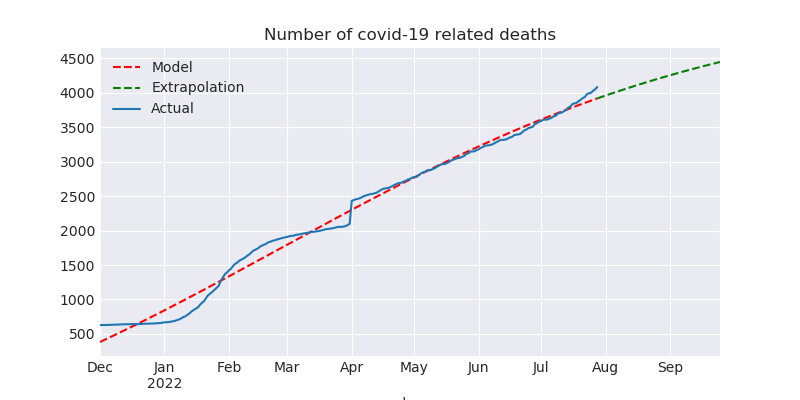 Number of covid-19 related deaths
Model
Extrapolation
Actual
4500
4000
3500
3000
2500
2000
1500
1000
500
Dec Jan Feb Mar Apr May Jun Jul Aug Sep
2022